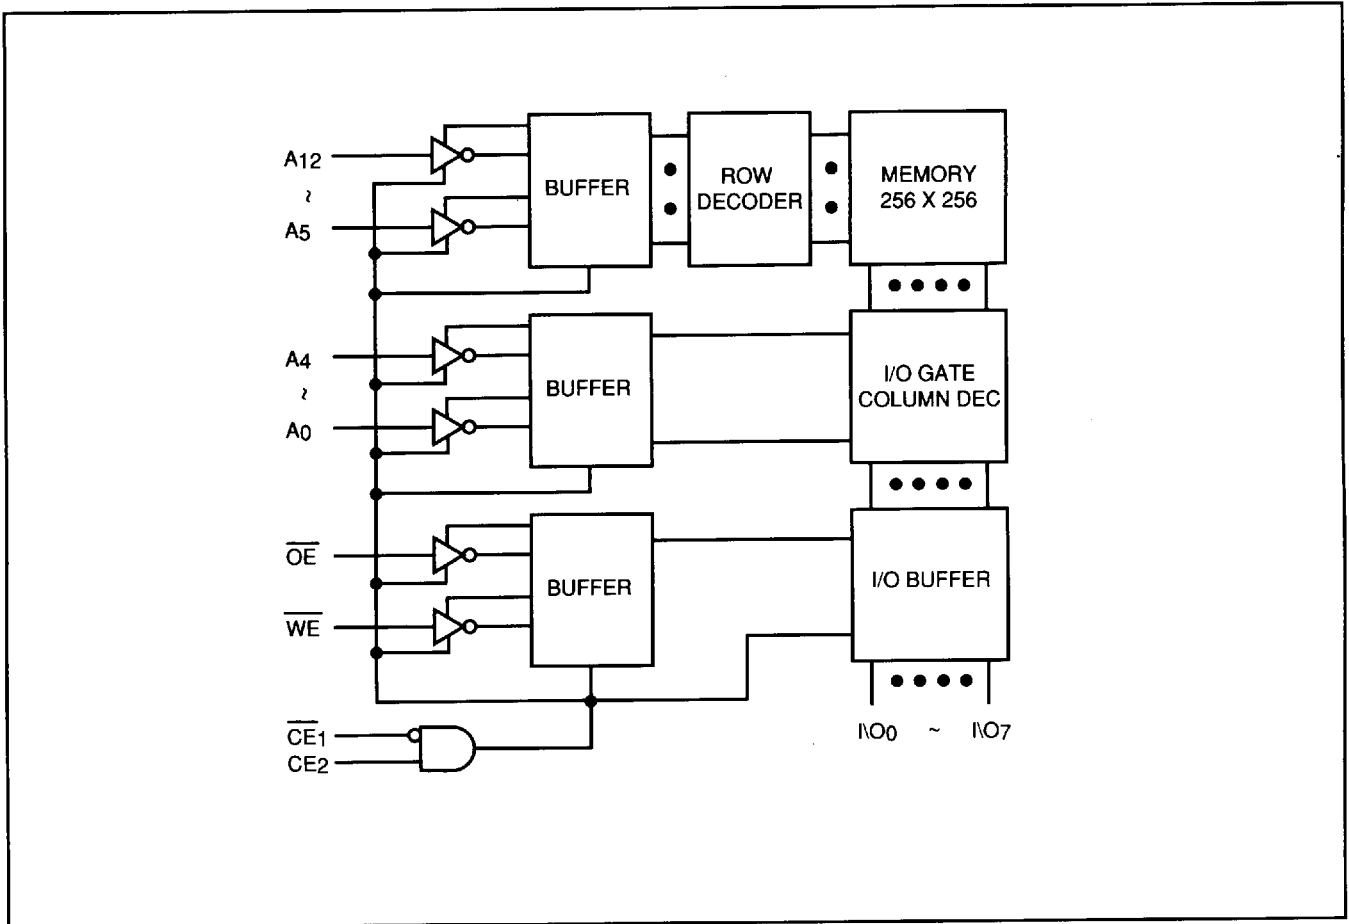 A12
~
A5
BUFFER
ROW
DECODER
MEMORY
256 X 256
A4
~
A0
BUFFER
I/O GATE
COLUMN DEC
OE
WE
BUFFER
I/O BUFFER
CE1
CE2
I\O0 ~ I\O7